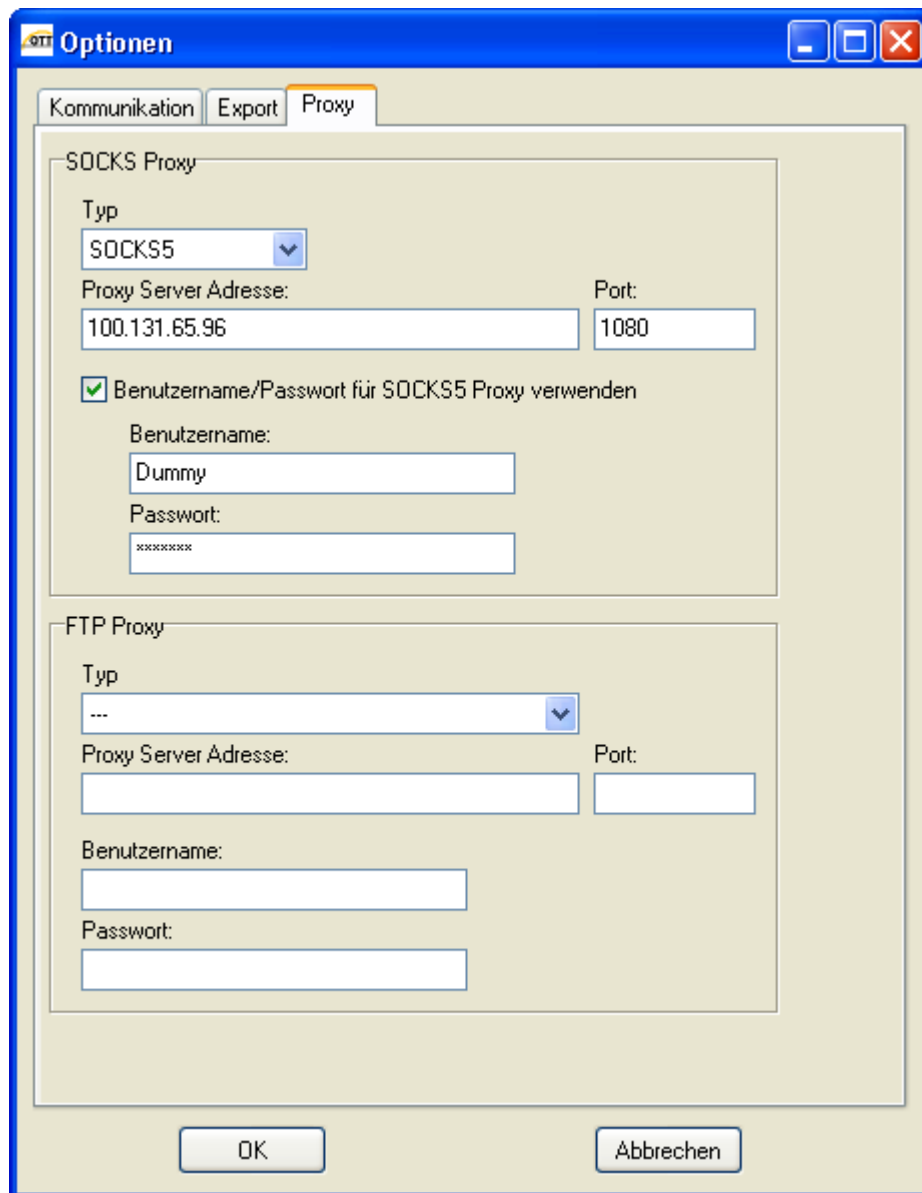 OTT Optionen
Kommunikation Export Proxy
SOCKS Proxy
Typ
SOCKS5
Proxy Server Adresse: Port:
100.131.65.96 1080
Benutzername/Passwort für SOCKS5 Proxy verwenden
Benutzername:
Dummy
Passwort:
*******
FTP Proxy
Typ
---
Proxy Server Adresse: Port:
Benutzername:
Passwort:
OK Abbrechen